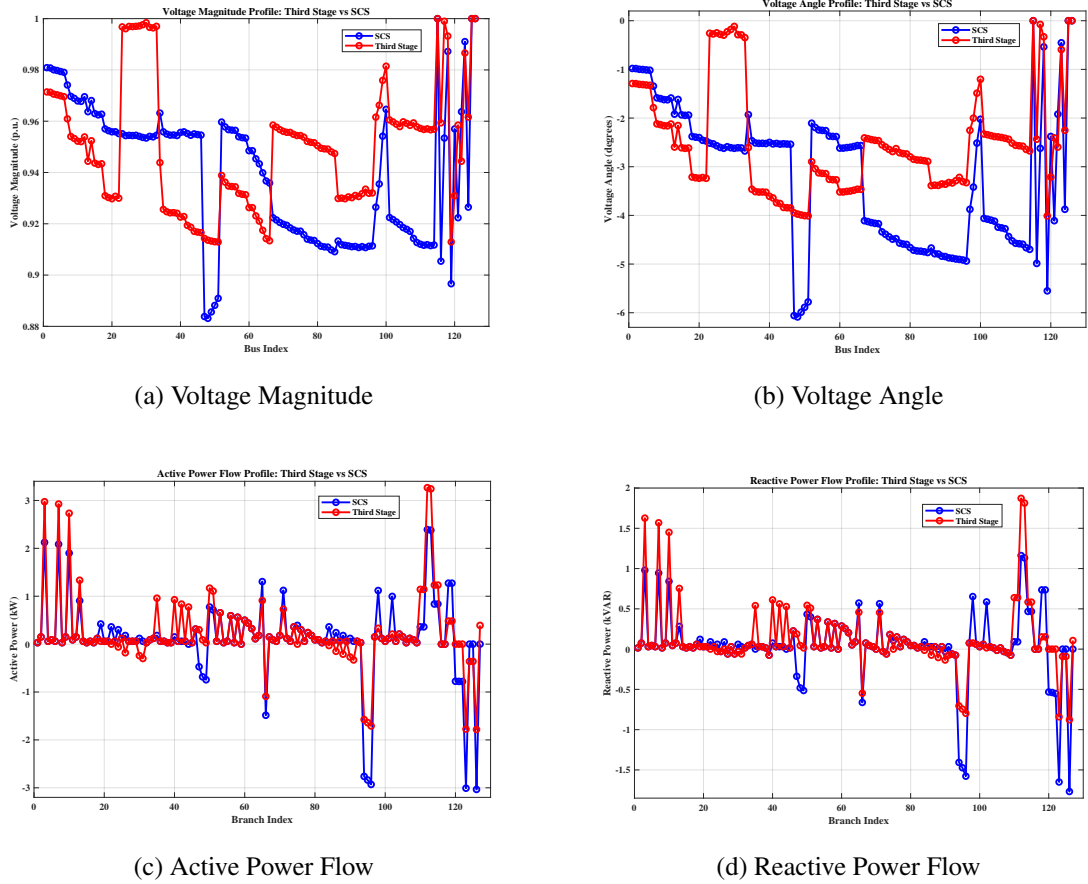 Voltage Magnitude Profile: Third Stage vs SCS
1
0.98
0.96
0.94
0.92
0.9
0.88
Voltage Magnitude (p.u.)
SCS
Third Stage
0 20 40 60 80 100 120
Bus Index
(a) Voltage Magnitude
Voltage Angle Profile: Third Stage vs SCS
0
-1
-2
-3
-4
-5
-6
Voltage Angle (degrees)
SCS
Third Stage
0 20 40 60 80 100 120
Bus Index
(b) Voltage Angle
Active Power Flow Profile: Third Stage vs SCS
3
2
1
0
-1
-2
-3
Active Power (kW)
SCS
Third Stage
0 20 40 60 80 100 120
Branch Index
(c) Active Power Flow
Reactive Power Flow Profile: Third Stage vs SCS
2
1.5
1
0.5
0
-0.5
-1
-1.5
Reactive Power (kVAR)
SCS
Third Stage
0 20 40 60 80 100 120
Branch Index
(d) Reactive Power Flow